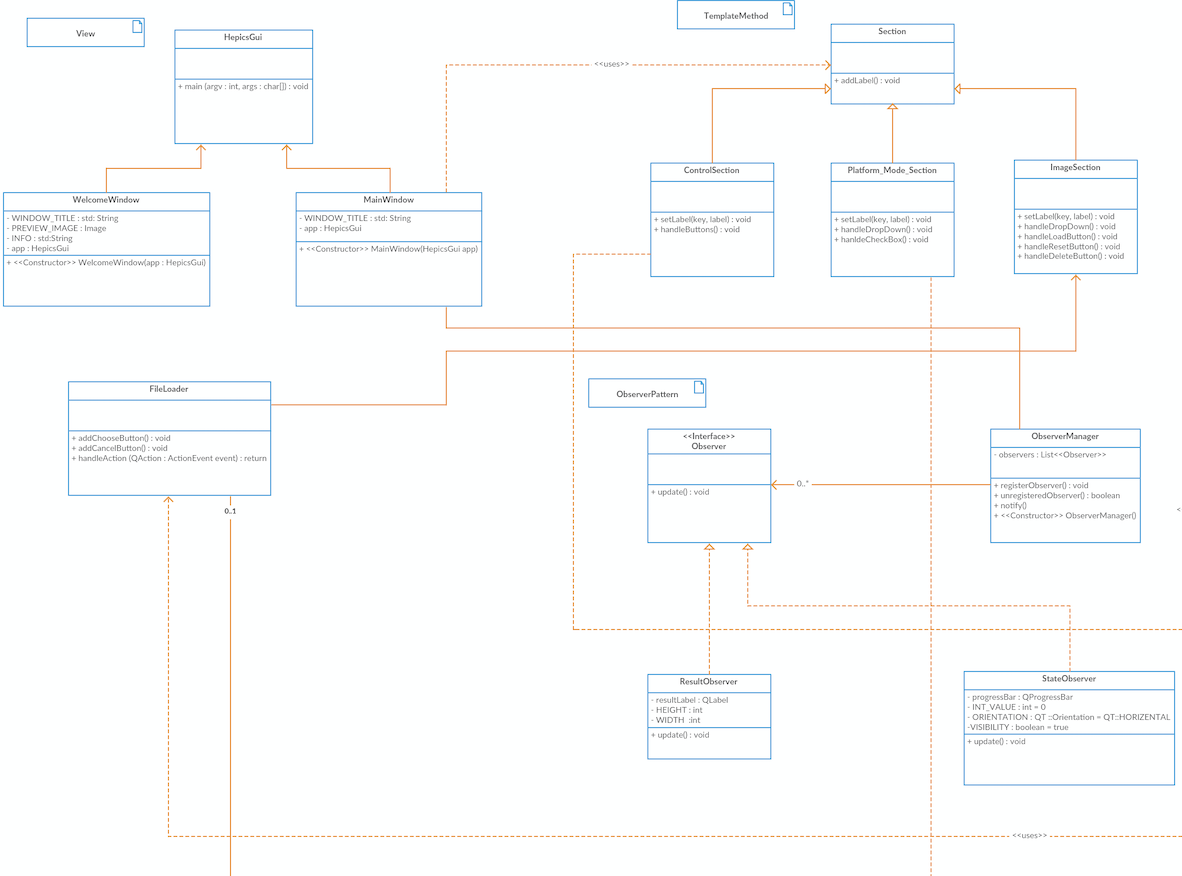 View
HepicsGui
+ main (argv : int, args : char[]) : void
TemplateMethod
Section
+ addLabel() : void
<<uses>>
WelcomeWindow
- WINDOW_TITLE : std: String
- PREVIEW_IMAGE : Image
- INFO : std:String
- app : HepicsGui
+ <<Constructor>> WelcomeWindow(app : HepicsGui)
MainWindow
- WINDOW_TITLE : std: String
- app : HepicsGui
+ <<Constructor>> MainWindow(HepicsGui app)
ControlSection
+ setLabel(key, label) : void
+ handleButtons() : void
Platform_Mode_Section
+ setLabel(key, label) : void
+ handleDropDown() : void
+ hanldeCheckBox() : void
ImageSection
+ setLabel(key, label) : void
+ handleDropDown() : void
+ handleLoadButton() : void
+ handleResetButton() : void
+ handleDeleteButton() : void
FileLoader
+ addChooseButton() : void
+ addCancelButton() : void
+ handleAction (QAction : ActionEvent event) : return
0..1
ObserverPattern
<<Interface>>
Observer
+ update() : void
0..*
ObserverManager
- observers : List<<Observer>>
+ registerObserver() : void
+ unregisteredObserver() : boolean
+ notify()
+ <<Constructor>> ObserverManager()
<
ResultObserver
- resultLabel : QLabel
- HEIGHT : int
- WIDTH :int
+ update() : void
StateObserver
- progressBar : QProgressBar
- INT_VALUE : int = 0
- ORIENTATION : QT ::Orientation = QT::HORIZENTAL
-VISIBILITY : boolean = true
+ update() : void
<<uses>>